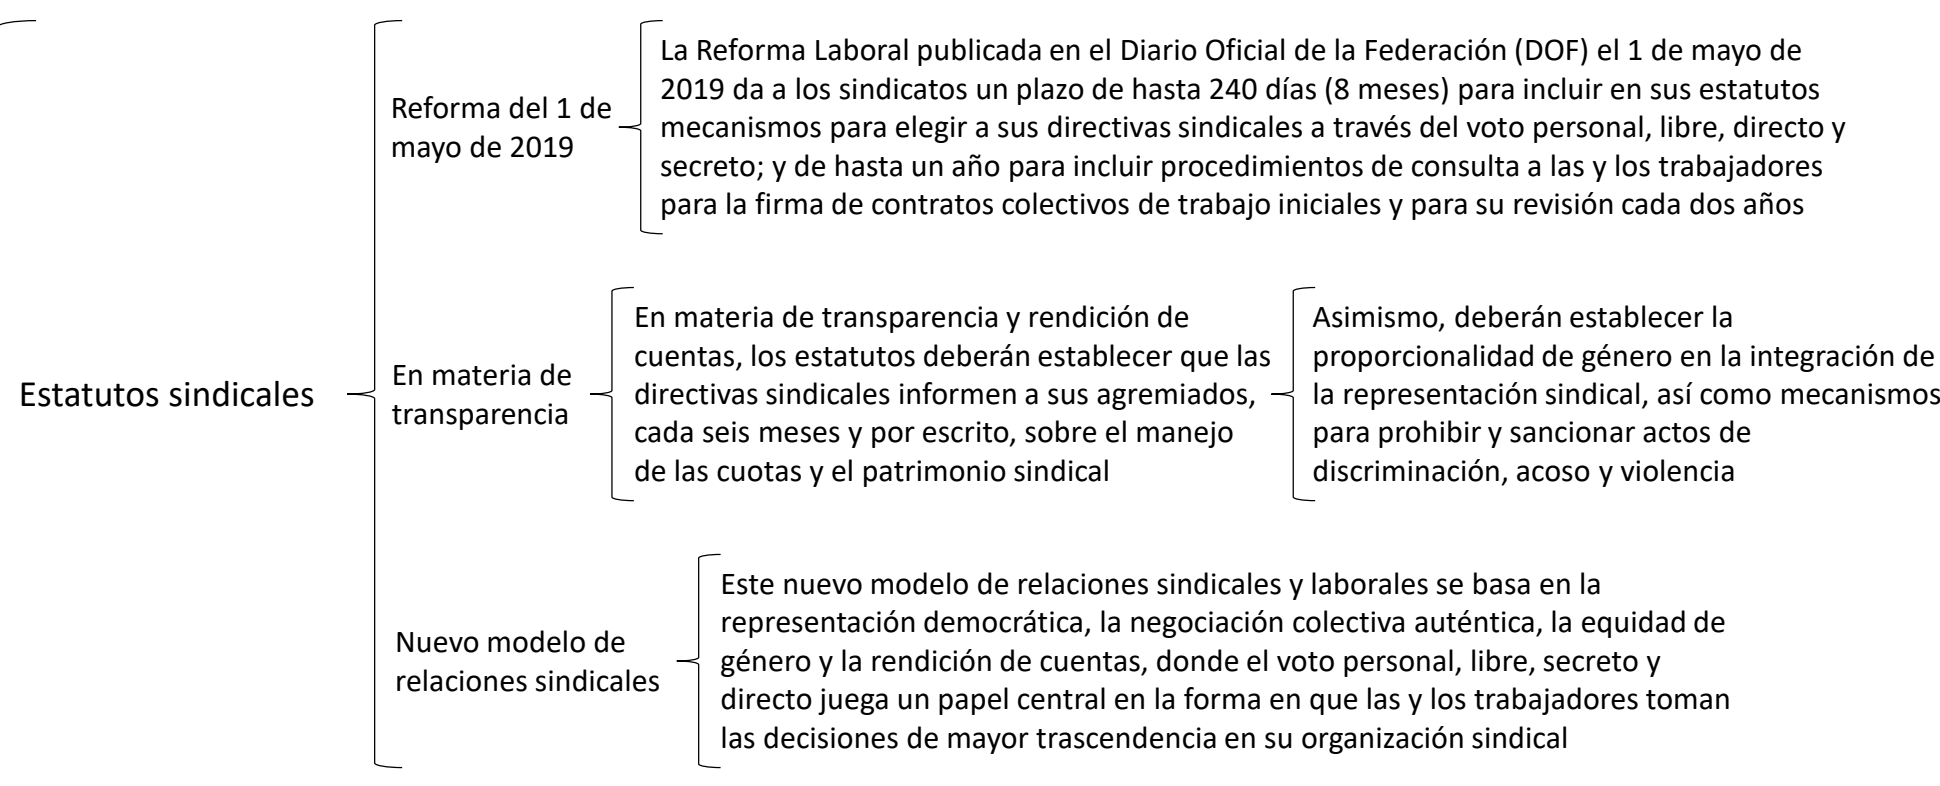 Estatutos sindicales
Reforma del 1 de
mayo de 2019
La Reforma Laboral publicada en el Diario Oficial de la Federación (DOF) el 1 de mayo de
2019 da a los sindicatos un plazo de hasta 240 días (8 meses) para incluir en sus estatutos
mecanismos para elegir a sus directivas sindicales a través del voto personal, libre, directo y
secreto; y de hasta un año para incluir procedimientos de consulta a las y los trabajadores
para la firma de contratos colectivos de trabajo iniciales y para su revisión cada dos años
En materia de
transparencia
En materia de transparencia y rendición de
cuentas, los estatutos deberán establecer que las
directivas sindicales informen a sus agremiados,
cada seis meses y por escrito, sobre el manejo
de las cuotas y el patrimonio sindical
Asimismo, deberán establecer la
proporcionalidad de género en la integración de
la representación sindical, así como mecanismos
para prohibir y sancionar actos de
discriminación, acoso y violencia
Nuevo modelo de
relaciones sindicales
Este nuevo modelo de relaciones sindicales y laborales se basa en la
representación democrática, la negociación colectiva auténtica, la equidad de
género y la rendición de cuentas, donde el voto personal, libre, secreto y
directo juega un papel central en la forma en que las y los trabajadores toman
las decisiones de mayor trascendencia en su organización sindical